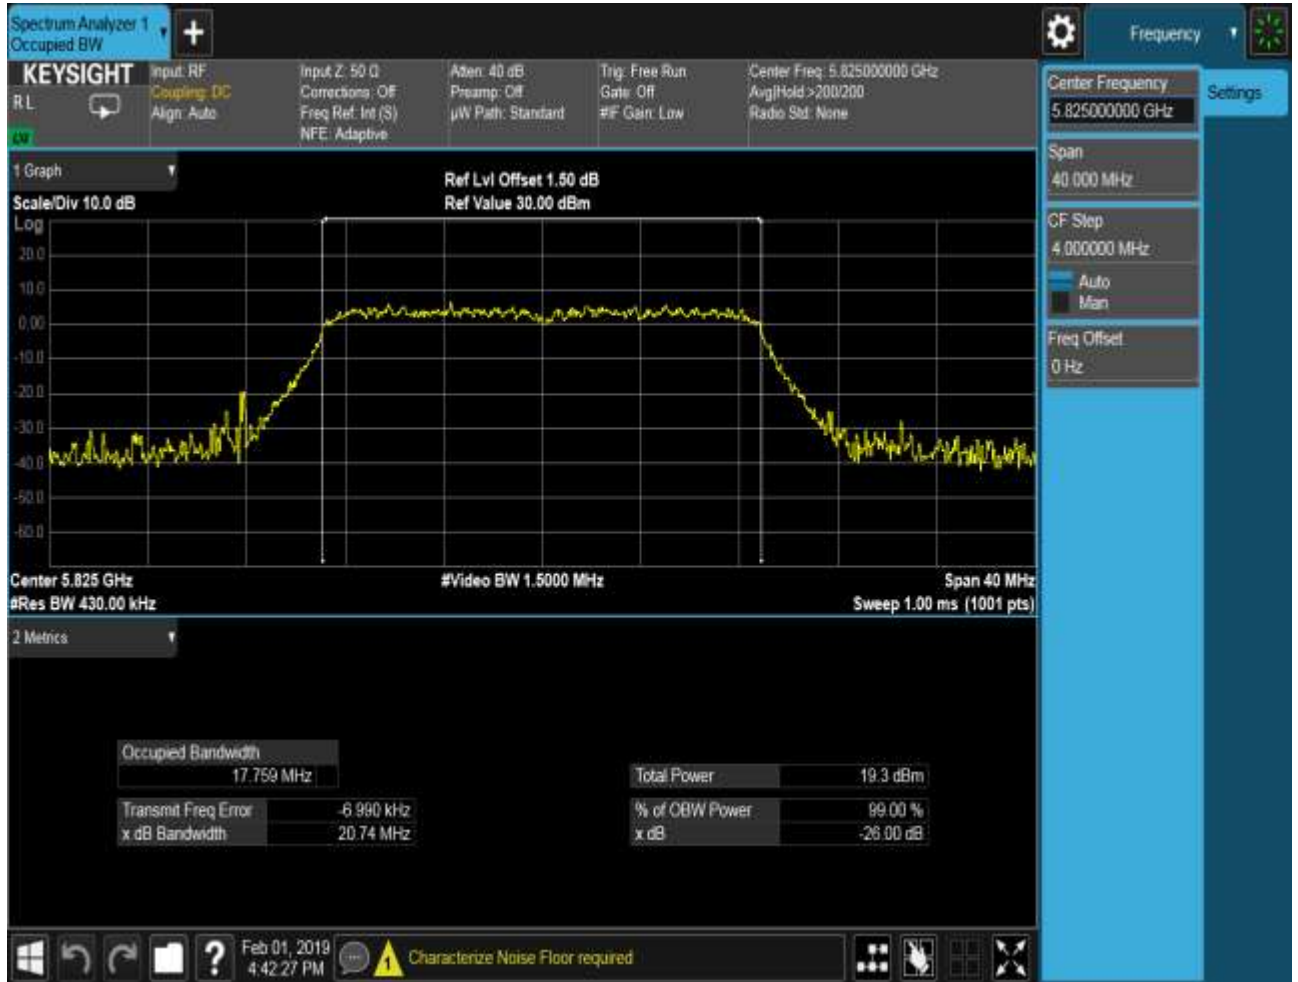 Spectrum Analyzer 1
Occupied BW
+
Frequency
KEYSIGHT
R L
Input: RF
Coupling: DC
Align: Auto
Input Z: 50 Ω
Corrections: Off
Freq Ref: Int (S)
NFE: Adaptive
Atten: 40 dB
Preamp: Off
µW Path: Standard
Trig: Free Run
Gate: Off
#IF Gain: Low
Center Freq: 5.825000000 GHz
Avg|Hold:>200/200
Radio Std: None
Center Frequency
5.825000000 GHz
Settings
Span
40.000 MHz
CF Step
4.000000 MHz
Auto
Man
Freq Offset
0 Hz
1 Graph
Scale/Div 10.0 dB
Ref Lvl Offset 1.50 dB
Ref Value 30.00 dBm
Log
20.0
10.0
0.00
-10.0
-20.0
-30.0
-40.0
-50.0
-60.0
Center 5.825 GHz
#Res BW 430.00 kHz
#Video BW 1.5000 MHz
Span 40 MHz
Sweep 1.00 ms (1001 pts)
2 Metrics
Occupied Bandwidth
17.759 MHz
Transmit Freq Error -6.990 kHz
x dB Bandwidth 20.74 MHz
Total Power 19.3 dBm
% of OBW Power 99.00 %
x dB -26.00 dB
?
Feb 01, 2019
4:42:27 PM
1
Characterize Noise Floor required